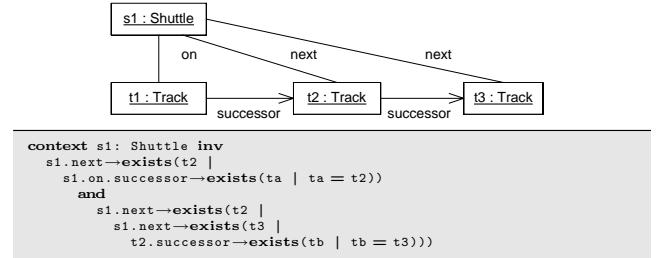 s1 : Shuttle
on next next
t1 : Track t2 : Track t3 : Track
successor successor
context s1: Shuttle inv
s1.next→exists(t2 |
s1.on.successor→exists(ta | ta = t2))
and
s1.next→exists(t2 |
s1.next→exists(t3 |
t2.successor→exists(tb | tb = t3)))